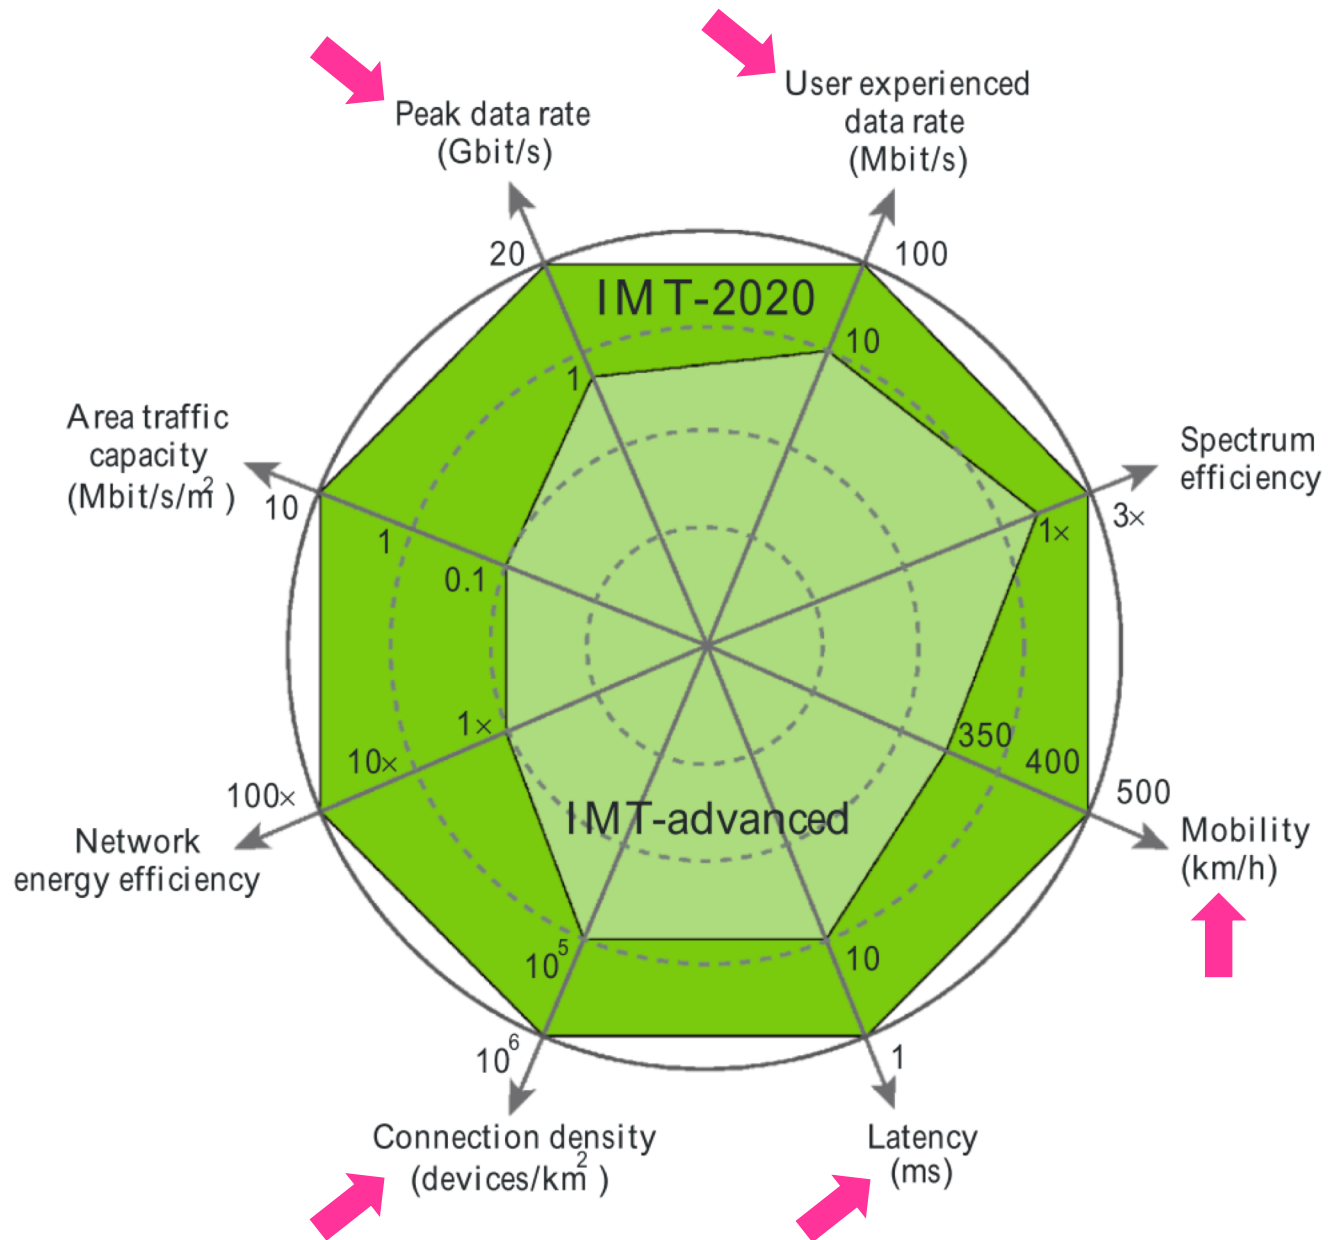 User experienced
data rate
(Mbit/s)
Peak data rate
(Gbit/s)
20
100
IMT-2020
10
1
Area traffic
capacity
(Mbit/s/m²)
10
1
0.1
Spectrum
efficiency
3×
1×
1×
10×
100×
350
400
500
Network
energy efficiency
Mobility
(km/h)
IMT-advanced
10⁵
10
10⁶
1
Connection density
(devices/km²)
Latency
(ms)